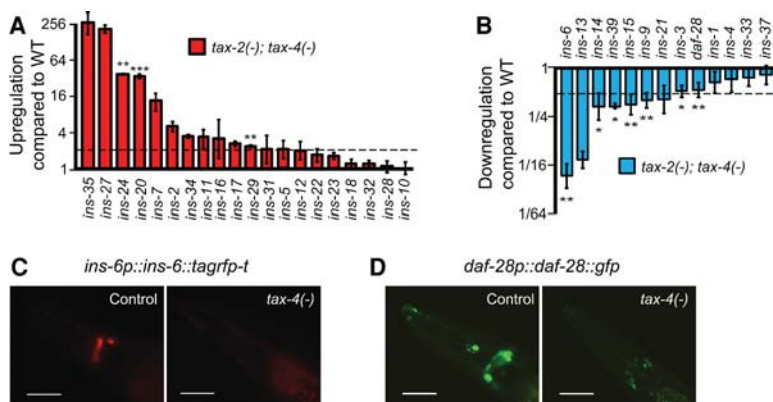 A
Upregulation
compared to WT
256
64
16
4
1
tax-2(-); tax-4(-)
**
***
**
ins-35
ins-27
ins-24
ins-20
ins-7
ins-2
ins-34
ins-11
ins-16
ins-17
ins-29
ins-31
ins-5
ins-12
ins-22
ins-23
ins-18
ins-32
ins-28
ins-10
B
ins-6
ins-13
ins-14
ins-39
ins-15
ins-9
ins-21
ins-3
daf-28
ins-1
ins-4
ins-33
ins-37
Downregulation
compared to WT
1
1/4
1/16
1/64
**
*
*
**
**
*
**
tax-2(-); tax-4(-)
C
ins-6p::ins-6::tagrfp-t
Control
tax-4(-)
D
daf-28p::daf-28::gfp
Control
tax-4(-)